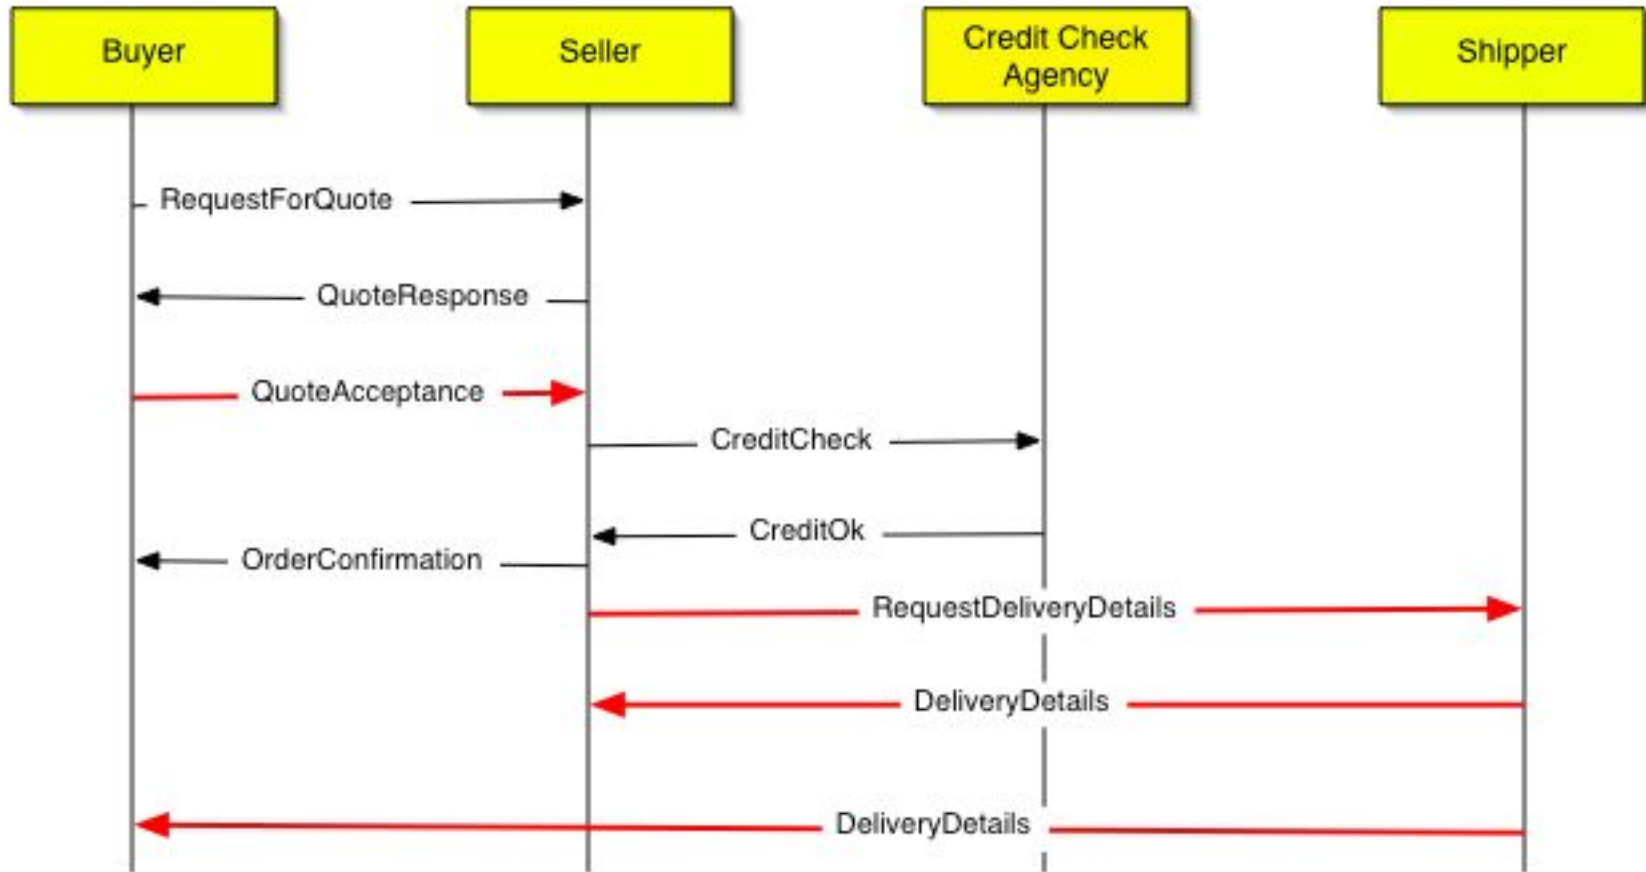 Buyer
Seller
Credit Check
Agency
Shipper
RequestForQuote
QuoteResponse
QuoteAcceptance
CreditCheck
CreditOk
OrderConfirmation
RequestDeliveryDetails
DeliveryDetails
DeliveryDetails